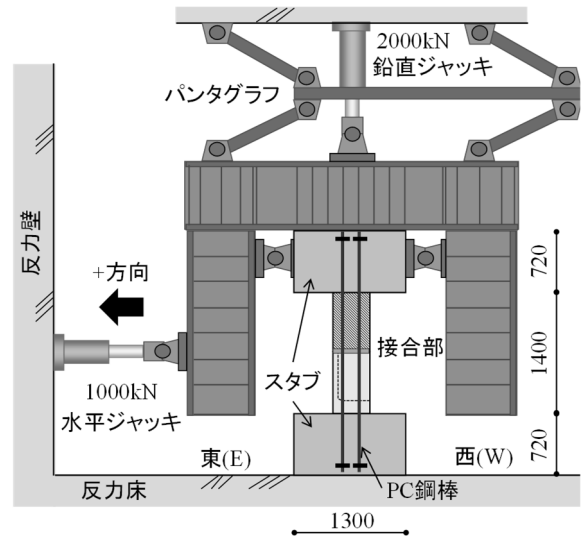 2000kN
鉛直ジャッキ
パンタグラフ
反力壁
+方向
720
接合部
1400
1000kN
水平ジャッキ
スタブ
東(E)
西(W)
720
反力床
PC鋼棒
1300